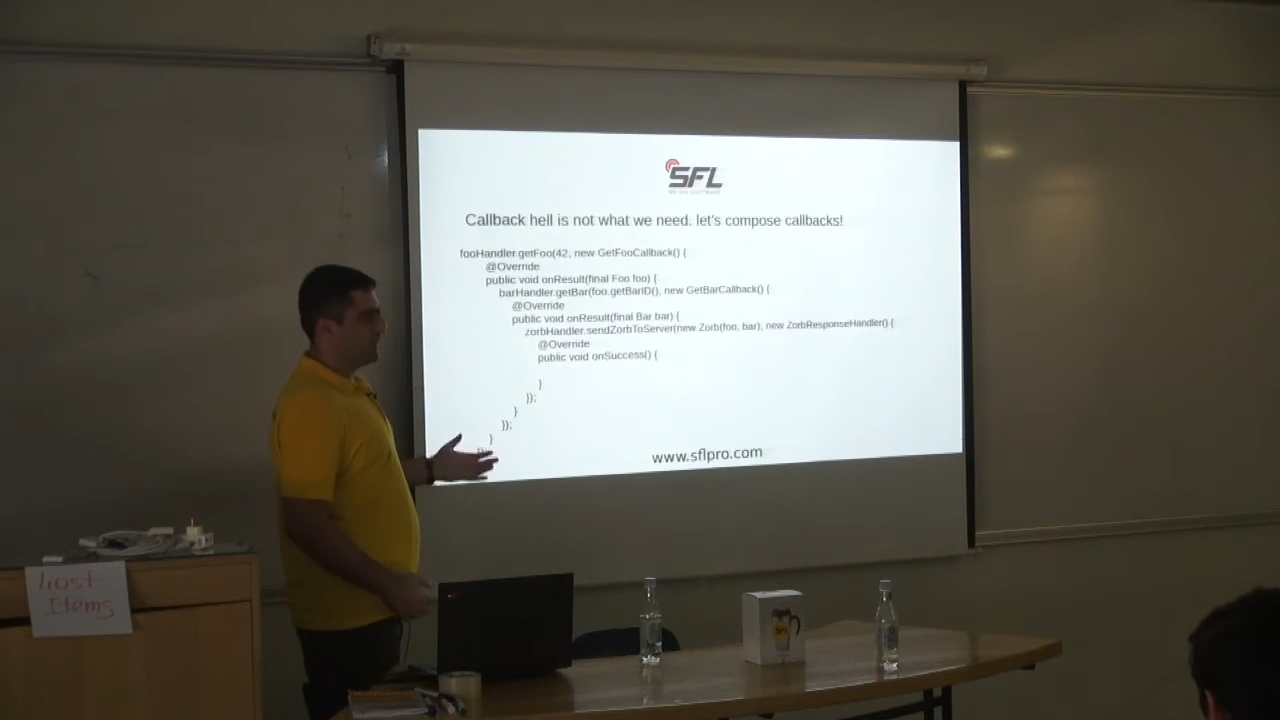 SFL
Callback hell is not what we need. let's compose callbacks!
fooHandler.getFoo(42, new GetFooCallback() {
@Override
public void onResult(final Foo foo) {
barHandler.getBar(foo.getBarID(), new GetBarCallback() {
@Override
public void onResult(final Bar bar) {
zorbHandler.sendZorbToServer(new Zorb(foo, bar), new ZorbResponseHandler() {
@Override
public void onSuccess() {
}
});
}
});
}
});
www.sflpro.com
Lost
Items